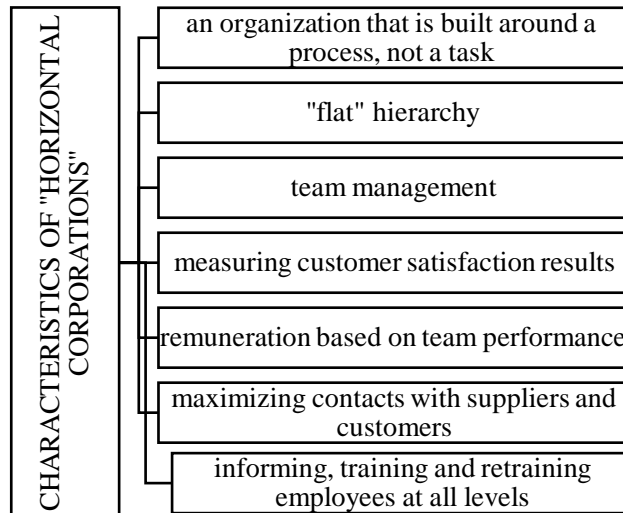 CHARACTERISTICS OF "HORIZONTAL
CORPORATIONS"
an organization that is built around a
process, not a task
"flat" hierarchy
team management
measuring customer satisfaction results
remuneration based on team performance
maximizing contacts with suppliers and
customers
informing, training and retraining
employees at all levels